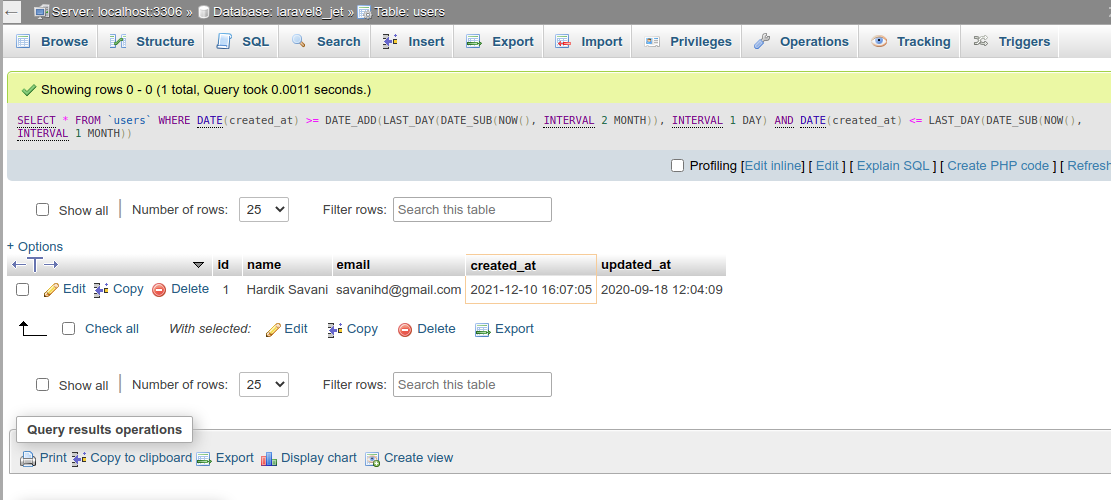 Server: localhost:3306 » Database: laravel8_jet » Table: users
Browse Structure SQL Search Insert Export Import Privileges Operations Tracking Triggers
Showing rows 0 - 0 (1 total, Query took 0.0011 seconds.)
SELECT * FROM `users` WHERE DATE(created_at) >= DATE_ADD(LAST_DAY(DATE_SUB(NOW(), INTERVAL 2 MONTH)), INTERVAL 1 DAY) AND DATE(created_at) <= LAST_DAY(DATE_SUB(NOW(),
INTERVAL 1 MONTH))
Profiling [Edit inline] [ Edit ] [ Explain SQL ] [ Create PHP code ] [ Refresh
Show all Number of rows: 25 Filter rows: Search this table
+ Options
←T→ id name email created_at updated_at
Edit Copy Delete 1 Hardik Savani savanihd@gmail.com 2021-12-10 16:07:05 2020-09-18 12:04:09
Check all With selected: Edit Copy Delete Export
Show all Number of rows: 25 Filter rows: Search this table
Query results operations
Print Copy to clipboard Export Display chart Create view